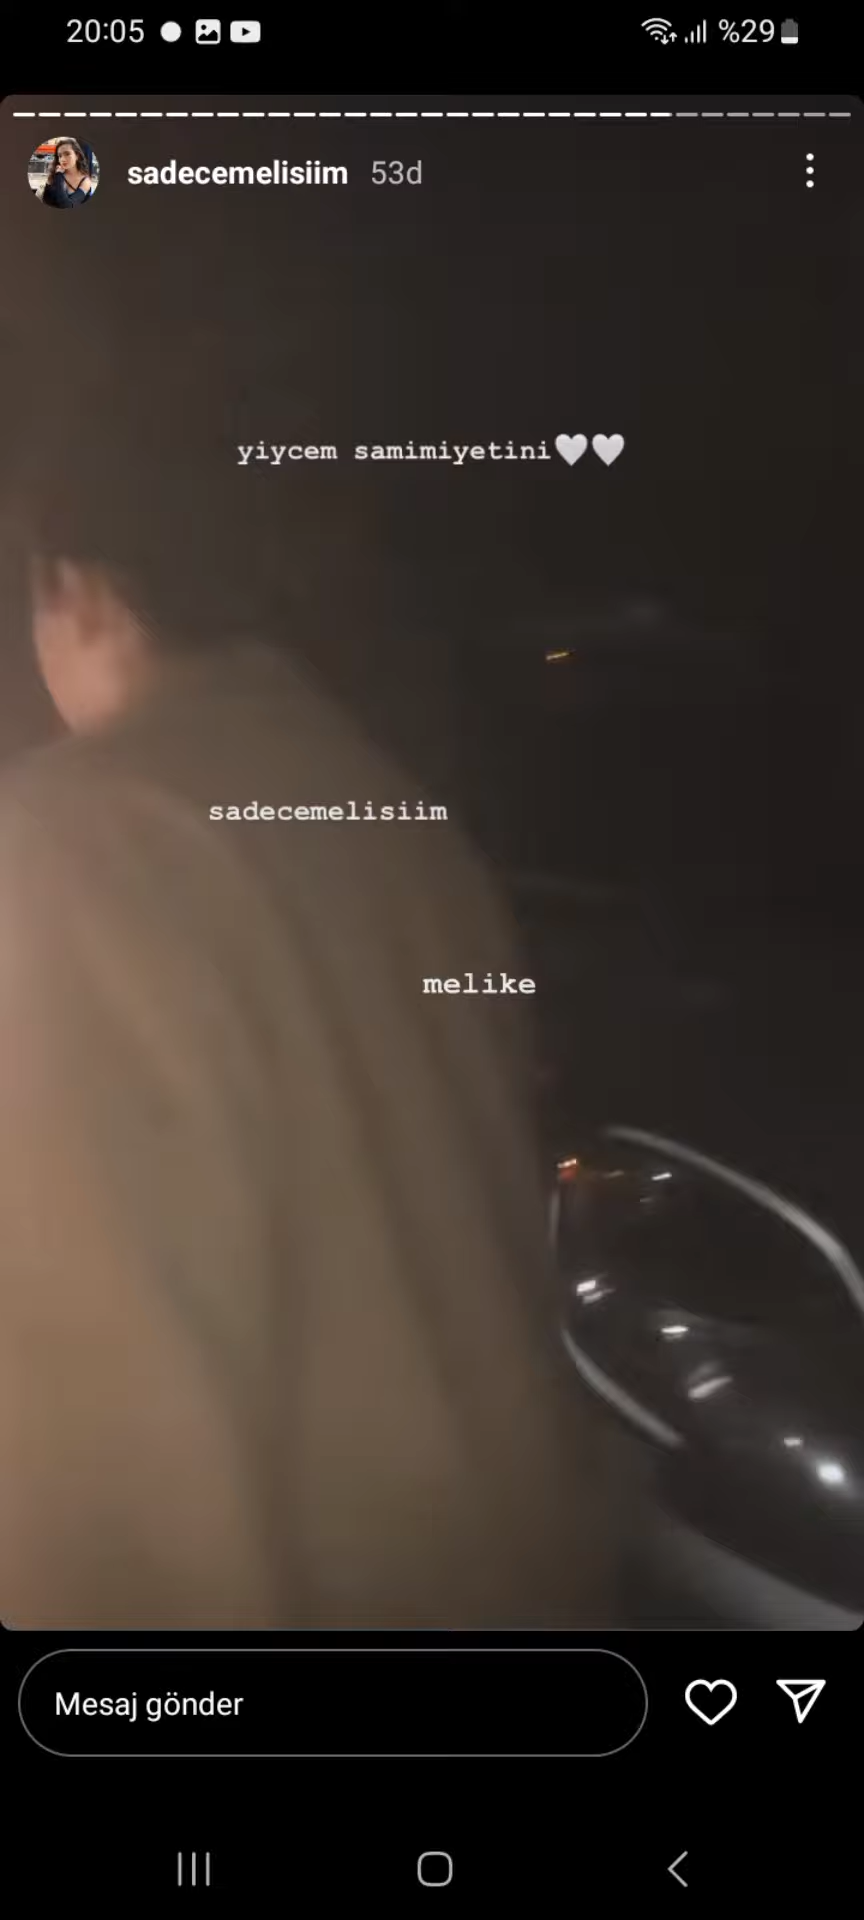 20:05 %29
sadecemelisiim 53d
yiycem samimiyetini🤍🤍
sadecemelisiim
melike
Mesaj gönder